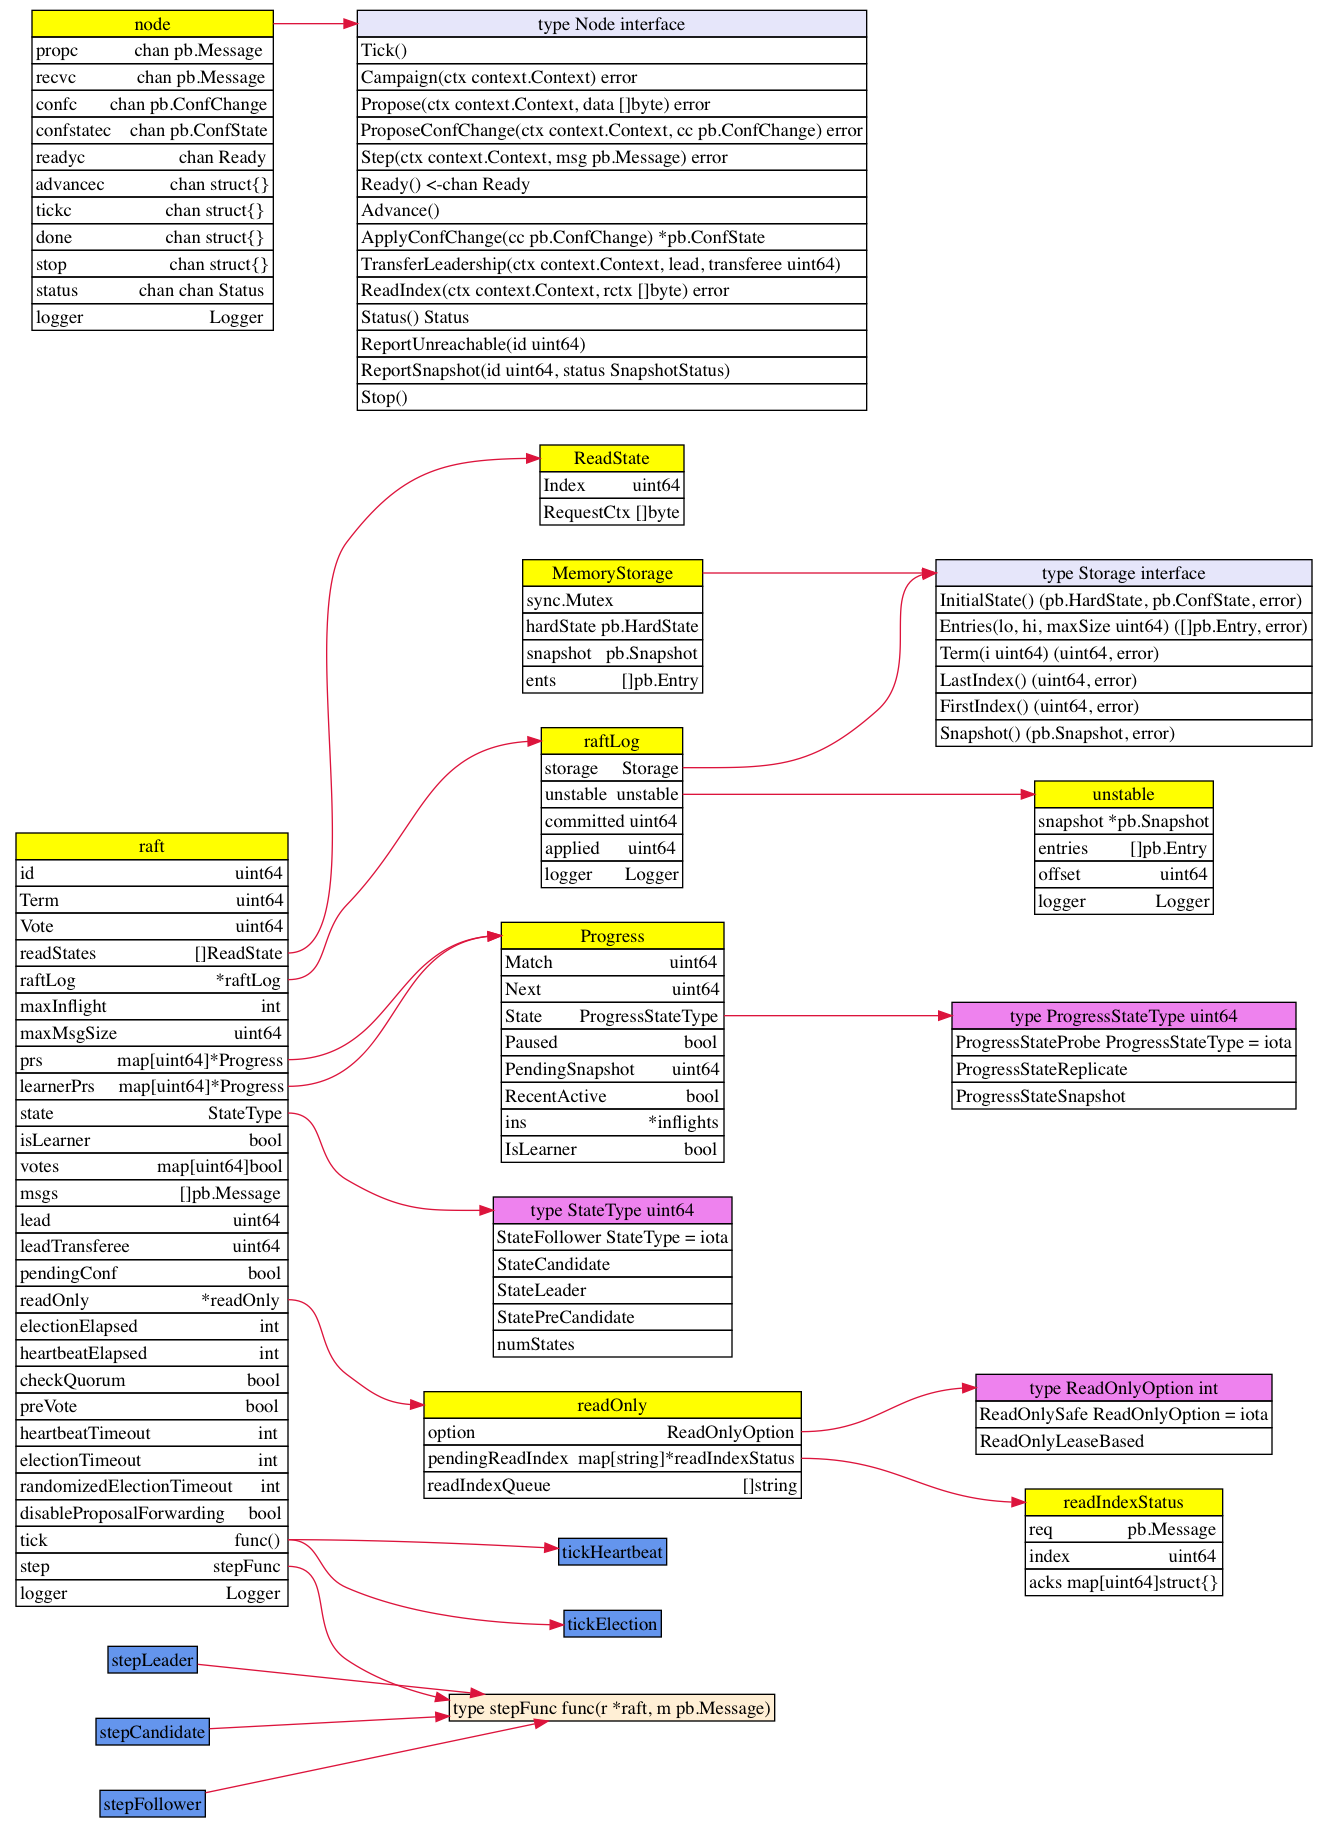 node
propc chan pb.Message
recvc chan pb.Message
confc chan pb.ConfChange
confstatec chan pb.ConfState
readyc chan Ready
advancec chan struct{}
tickc chan struct{}
done chan struct{}
stop chan struct{}
status chan chan Status
logger Logger
type Node interface
Tick()
Campaign(ctx context.Context) error
Propose(ctx context.Context, data []byte) error
ProposeConfChange(ctx context.Context, cc pb.ConfChange) error
Step(ctx context.Context, msg pb.Message) error
Ready() <-chan Ready
Advance()
ApplyConfChange(cc pb.ConfChange) *pb.ConfState
TransferLeadership(ctx context.Context, lead, transferee uint64)
ReadIndex(ctx context.Context, rctx []byte) error
Status() Status
ReportUnreachable(id uint64)
ReportSnapshot(id uint64, status SnapshotStatus)
Stop()
ReadState
Index uint64
RequestCtx []byte
MemoryStorage
sync.Mutex
hardState pb.HardState
snapshot pb.Snapshot
ents []pb.Entry
type Storage interface
InitialState() (pb.HardState, pb.ConfState, error)
Entries(lo, hi, maxSize uint64) ([]pb.Entry, error)
Term(i uint64) (uint64, error)
LastIndex() (uint64, error)
FirstIndex() (uint64, error)
Snapshot() (pb.Snapshot, error)
raftLog
storage Storage
unstable unstable
committed uint64
applied uint64
logger Logger
unstable
snapshot *pb.Snapshot
entries []pb.Entry
offset uint64
logger Logger
raft
id uint64
Term uint64
Vote uint64
readStates []ReadState
raftLog *raftLog
maxInflight int
maxMsgSize uint64
prs map[uint64]*Progress
learnerPrs map[uint64]*Progress
state StateType
isLearner bool
votes map[uint64]bool
msgs []pb.Message
lead uint64
leadTransferee uint64
pendingConf bool
readOnly *readOnly
electionElapsed int
heartbeatElapsed int
checkQuorum bool
preVote bool
heartbeatTimeout int
electionTimeout int
randomizedElectionTimeout int
disableProposalForwarding bool
tick func()
step stepFunc
logger Logger
Progress
Match uint64
Next uint64
State ProgressStateType
Paused bool
PendingSnapshot uint64
RecentActive bool
ins *inflights
IsLearner bool
type ProgressStateType uint64
ProgressStateProbe ProgressStateType = iota
ProgressStateReplicate
ProgressStateSnapshot
type StateType uint64
StateFollower StateType = iota
StateCandidate
StateLeader
StatePreCandidate
numStates
readOnly
option ReadOnlyOption
pendingReadIndex map[string]*readIndexStatus
readIndexQueue []string
type ReadOnlyOption int
ReadOnlySafe ReadOnlyOption = iota
ReadOnlyLeaseBased
readIndexStatus
req pb.Message
index uint64
acks map[uint64]struct{}
tickHeartbeat
tickElection
stepLeader
type stepFunc func(r *raft, m pb.Message)
stepCandidate
stepFollower